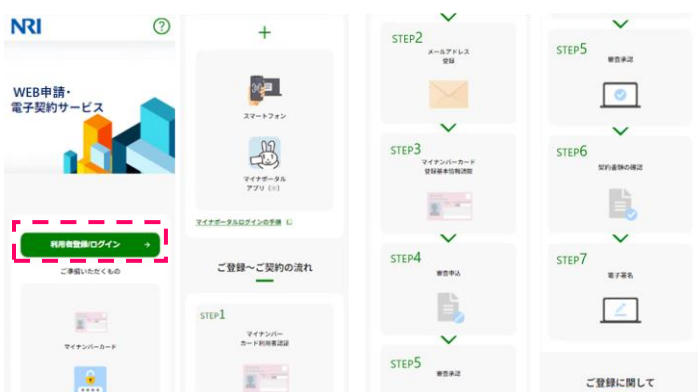 NRI
?
WEB申請・
電子契約サービス
利用者登録/ログイン →
ご準備いただくもの
マイナンバーカード
****
+
スマートフォン
マイナポータル
アプリ (※)
マイナポータルログインの手順
ご登録～ご契約の流れ
STEP1
マイナンバー
カード利用者認証
STEP2
メールアドレス
登録
STEP3
マイナンバーカード
登録基本情報読取
STEP4
審査申込
STEP5
審査承認
STEP5
審査承認
STEP6
契約書類の確認
STEP7
電子署名
ご登録に関して